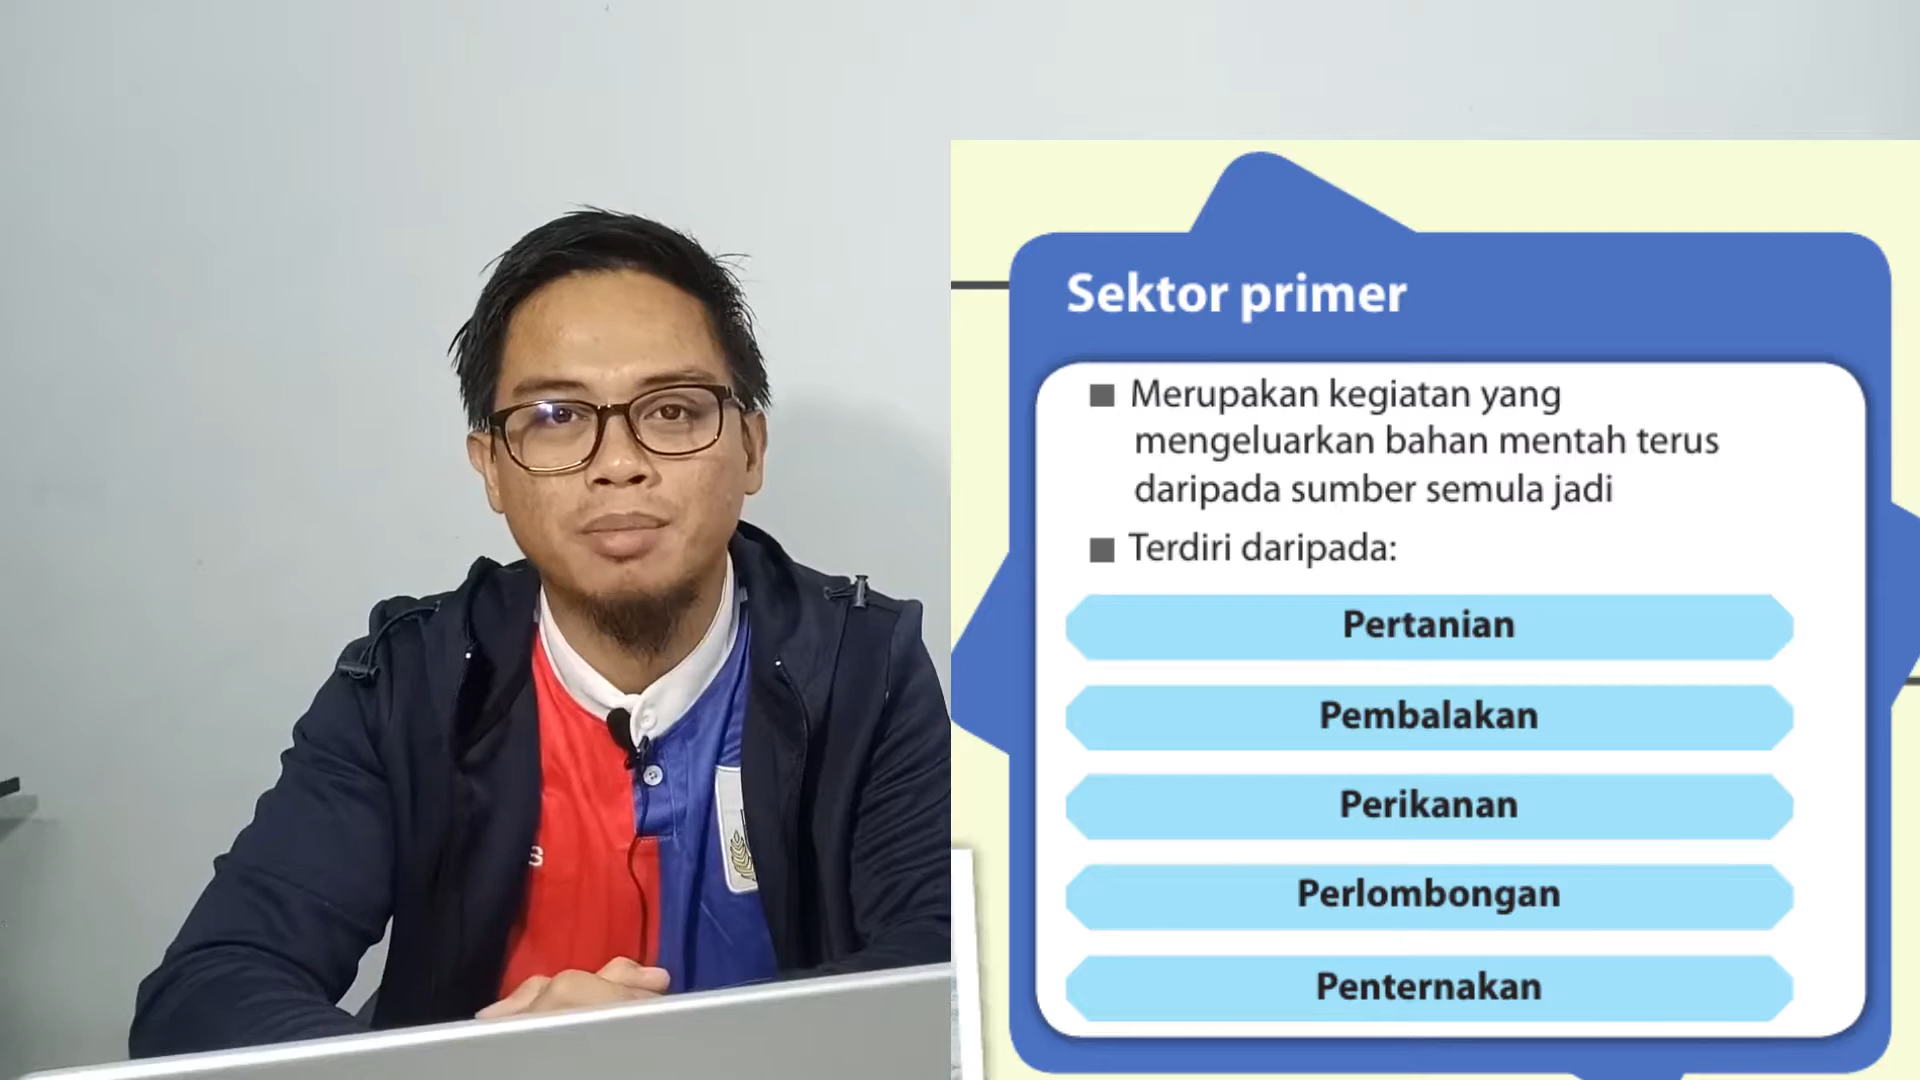 Sektor primer
■ Merupakan kegiatan yang
mengeluarkan bahan mentah terus
daripada sumber semula jadi
■ Terdiri daripada:
Pertanian
Pembalakan
Perikanan
Perlombongan
Penternakan
S